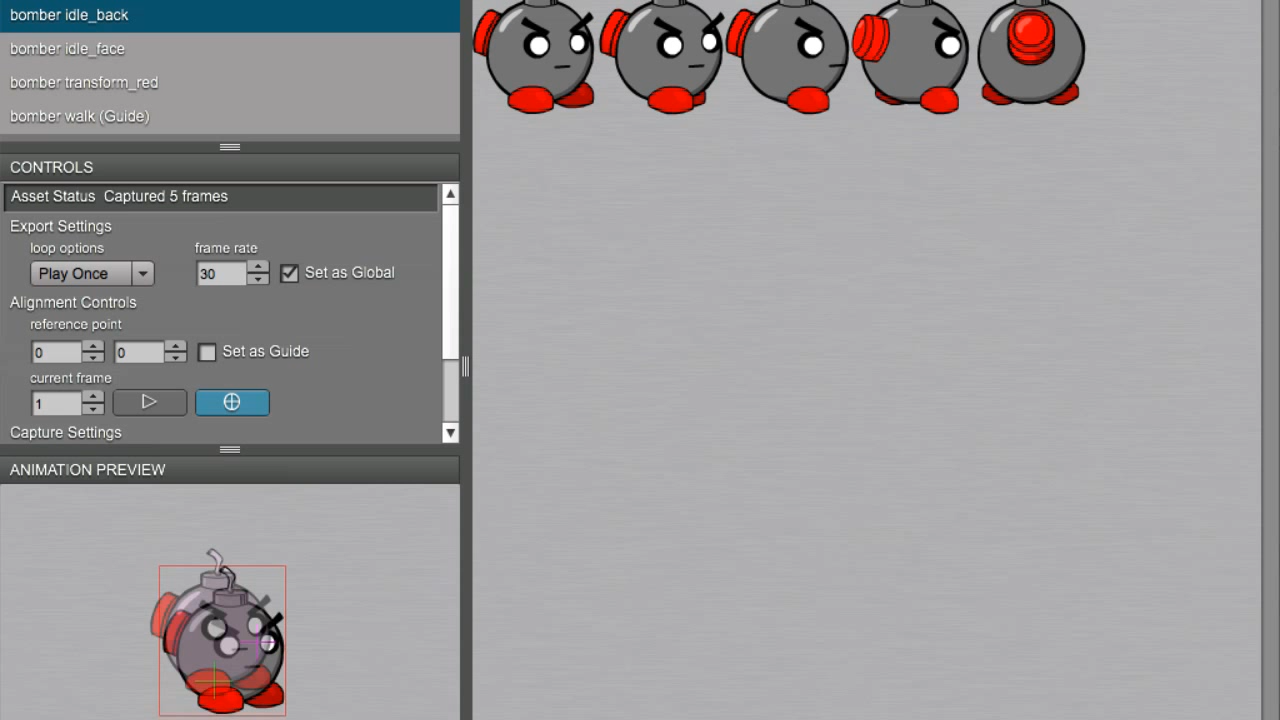 bomber idle_back
bomber idle_face
bomber transform_red
bomber walk (Guide)
CONTROLS
Asset Status  Captured 5 frames
Export Settings
loop options
frame rate
Play Once
30
Set as Global
Alignment Controls
reference point
0
0
Set as Guide
current frame
1
Capture Settings
ANIMATION PREVIEW